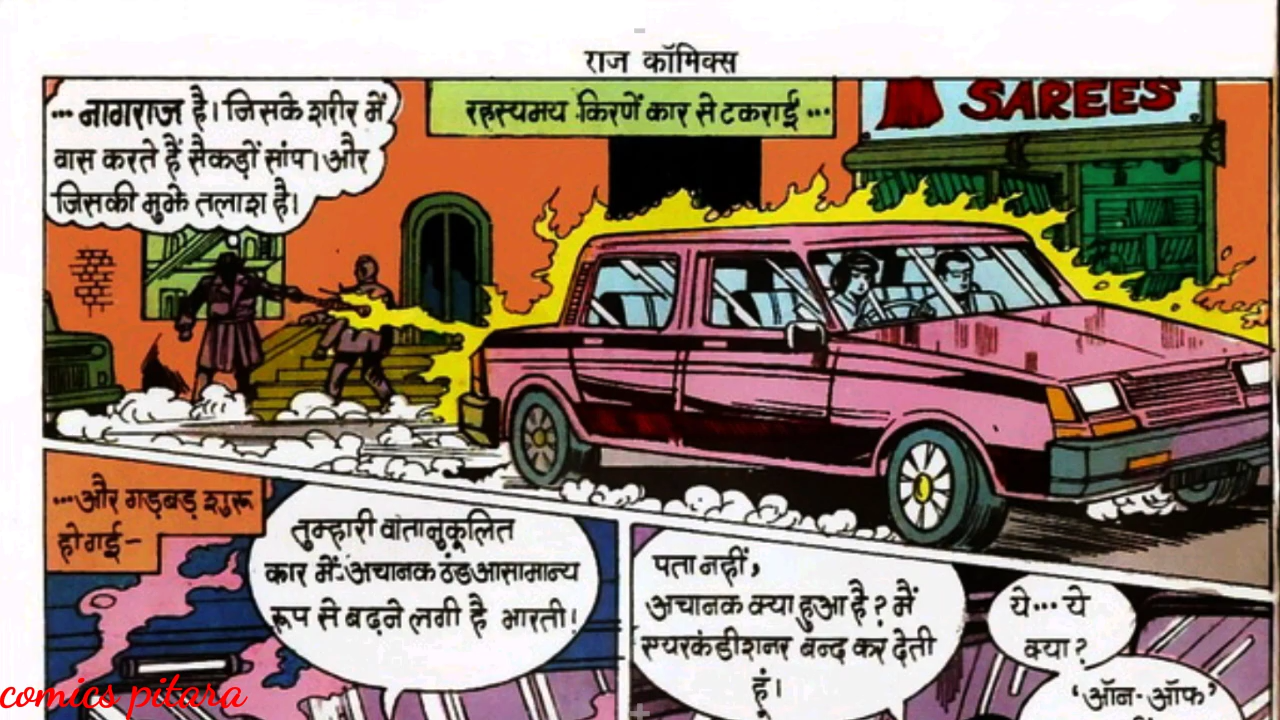 राज कॉमिक्स
... नागराज है। जिसके शरीर में
वास करते हैं सैकड़ों सांप। और
जिसकी मुझे तलाश है।
रहस्यमय किरणें कार से टकराईं ...
SAREES
...और गड़बड़ शुरू
हो गई-
तुम्हारी वातानुकूलित
कार में अचानक ठंड आसामान्य
रूप से बढ़ने लगी है भारती!
पता नहीं,
अचानक क्या हुआ है? मैं
एयरकंडीशनर बन्द कर देती
हूं।
ये... ये
क्या?
'ऑन-ऑफ'
comics pitara